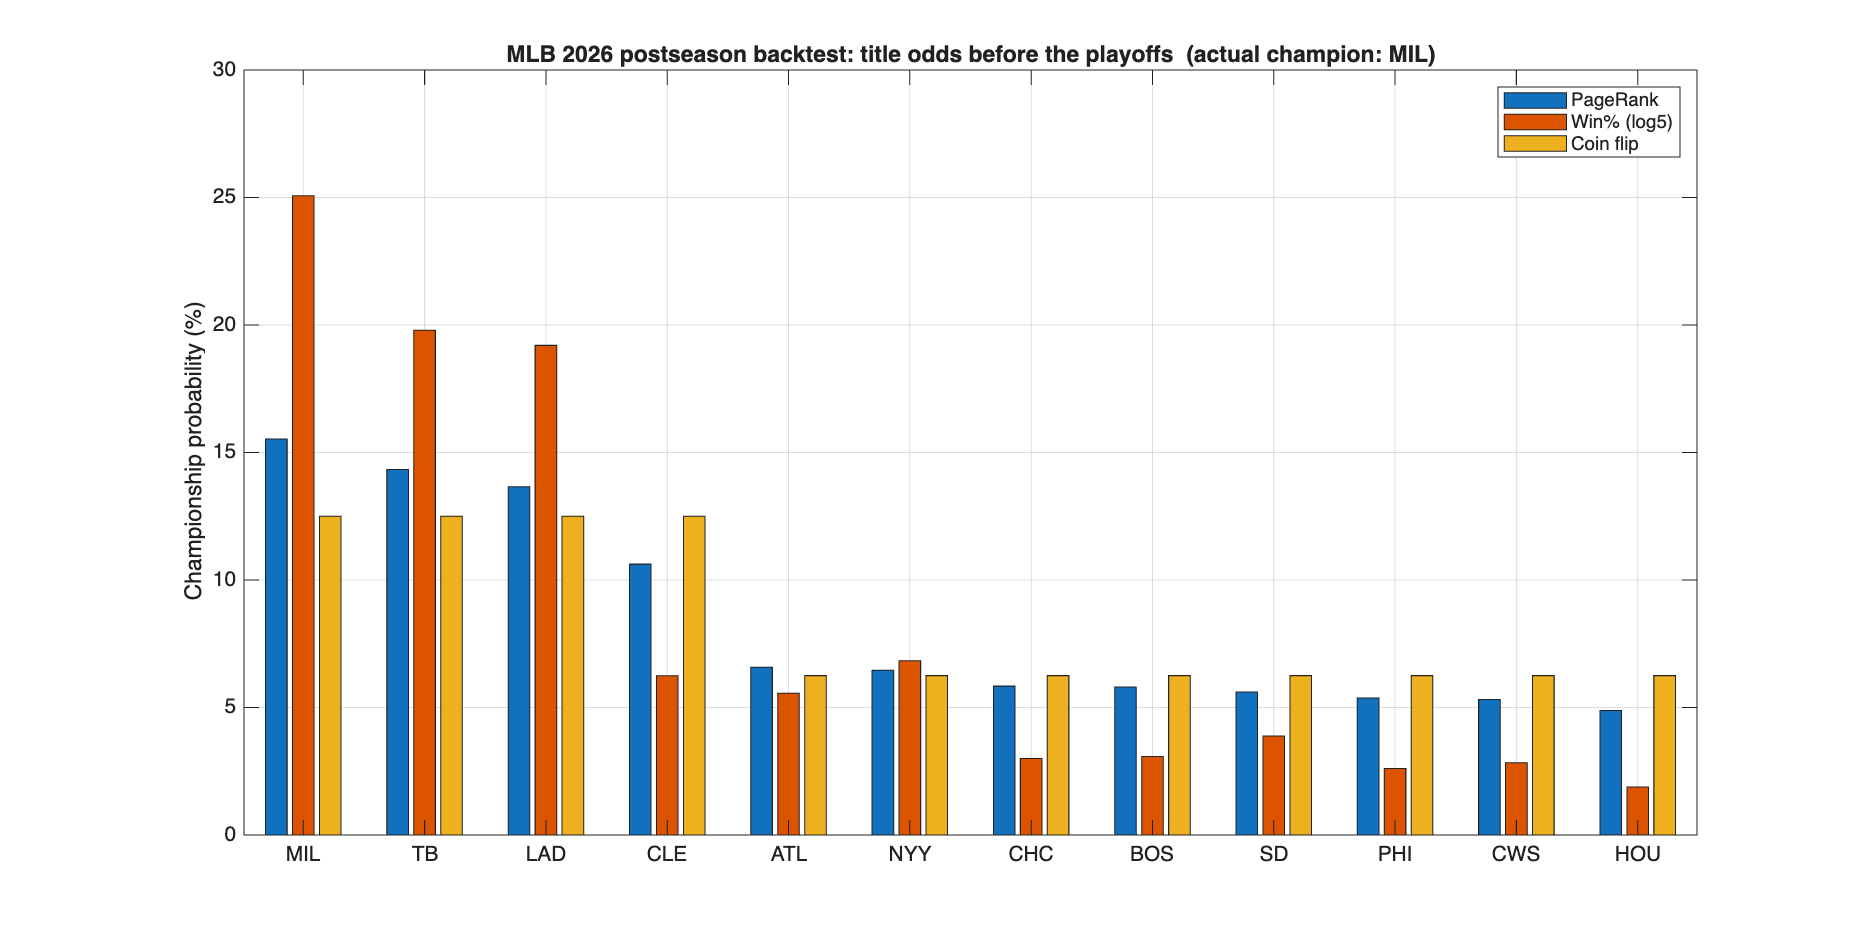 MLB 2026 postseason backtest: title odds before the playoffs (actual champion: MIL)
PageRank
Win% (log5)
Coin flip
Championship probability (%)
30
25
20
15
10
5
0
MIL TB LAD CLE ATL NYY CHC BOS SD PHI CWS HOU